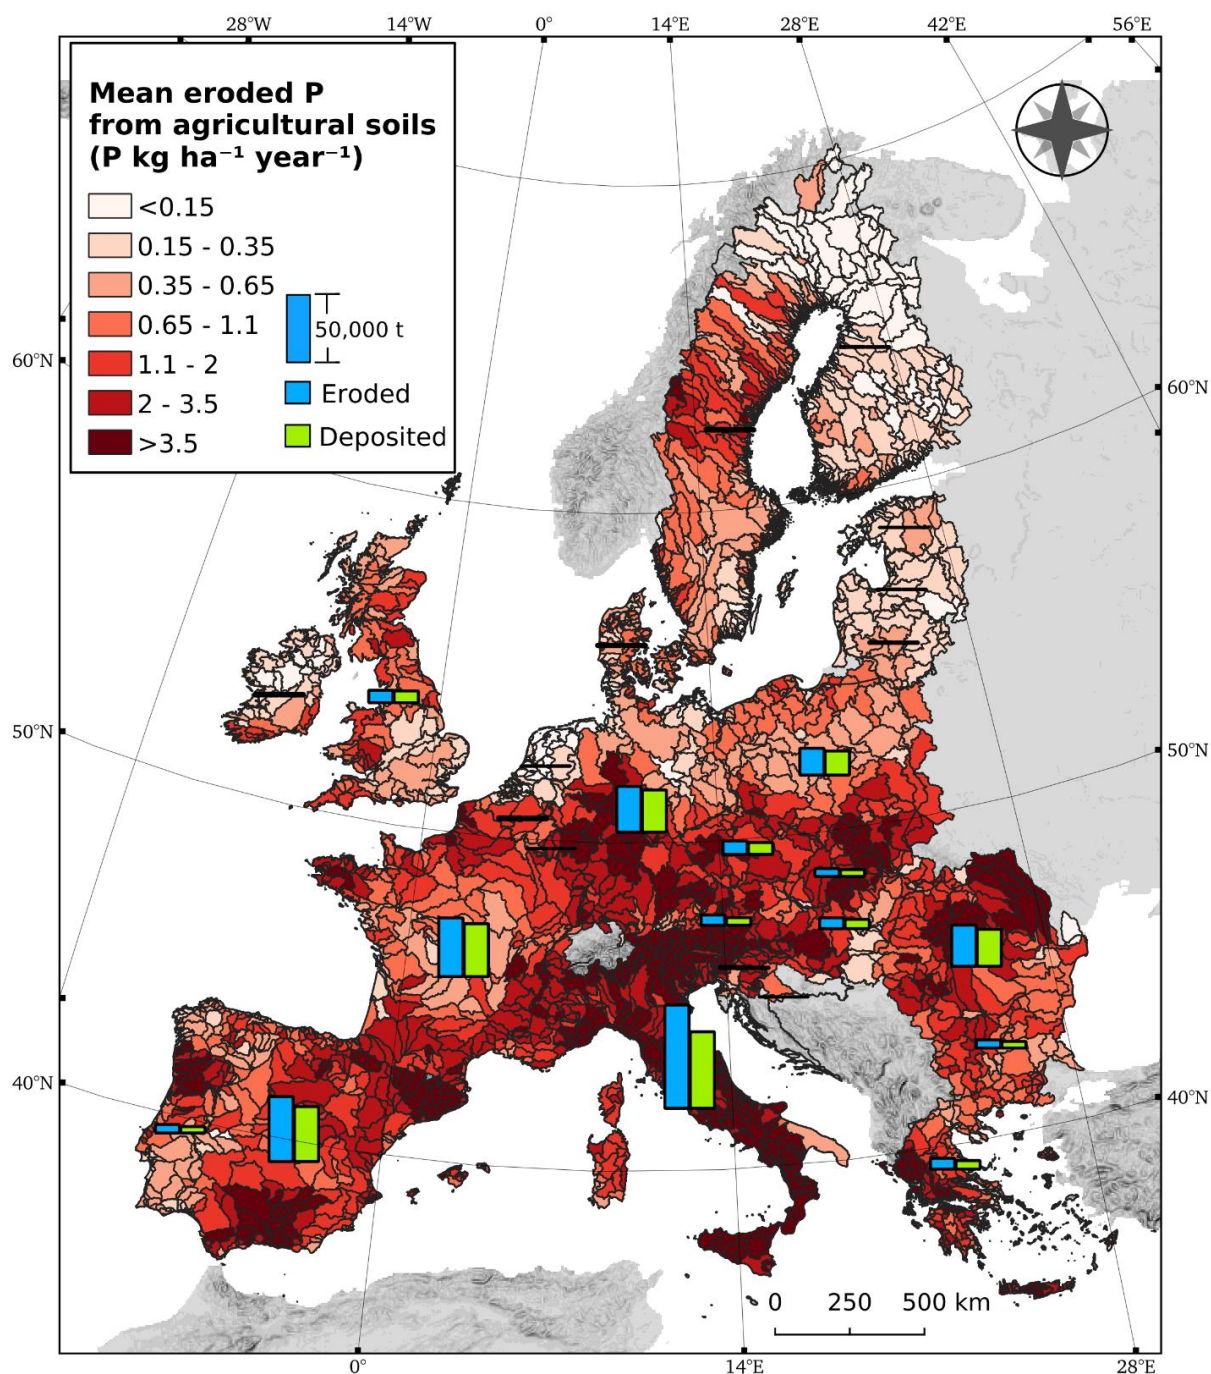 28°W 14°W 0° 14°E 28°E 42°E 56°E
Mean eroded P
from agricultural soils
(P kg ha⁻¹ year⁻¹)
<0.15
0.15 - 0.35
0.35 - 0.65
0.65 - 1.1
1.1 - 2
2 - 3.5
>3.5
50,000 t
Eroded
Deposited
60°N
60°N
50°N
50°N
40°N
40°N
0 250 500 km
0° 14°E 28°E